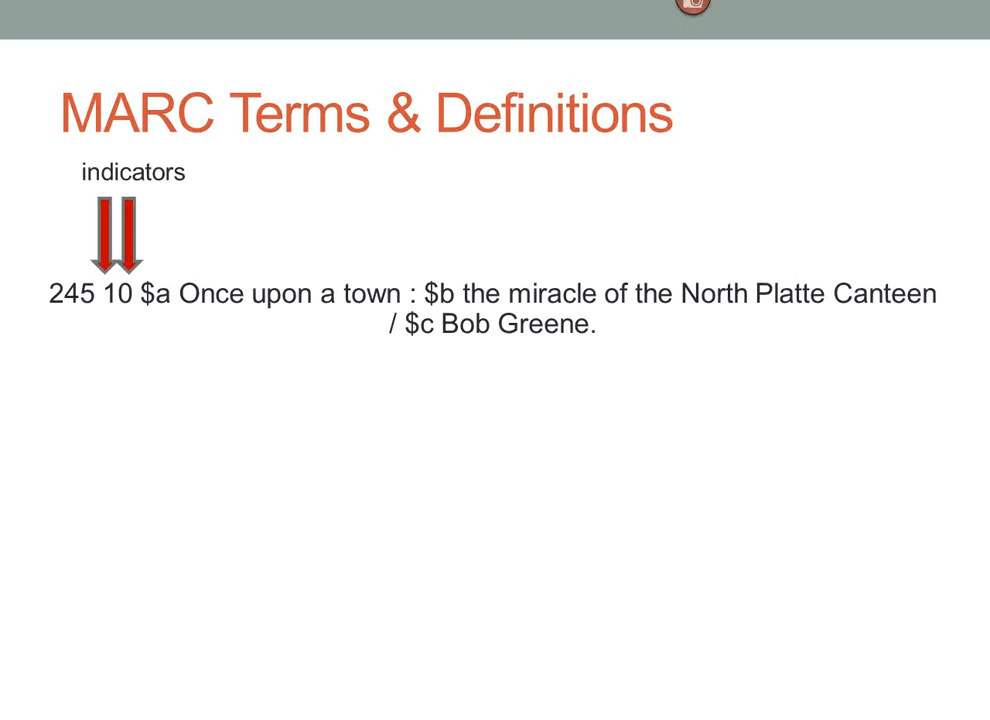 MARC Terms & Definitions
indicators
245 10 $a Once upon a town : $b the miracle of the North Platte Canteen
/ $c Bob Greene.